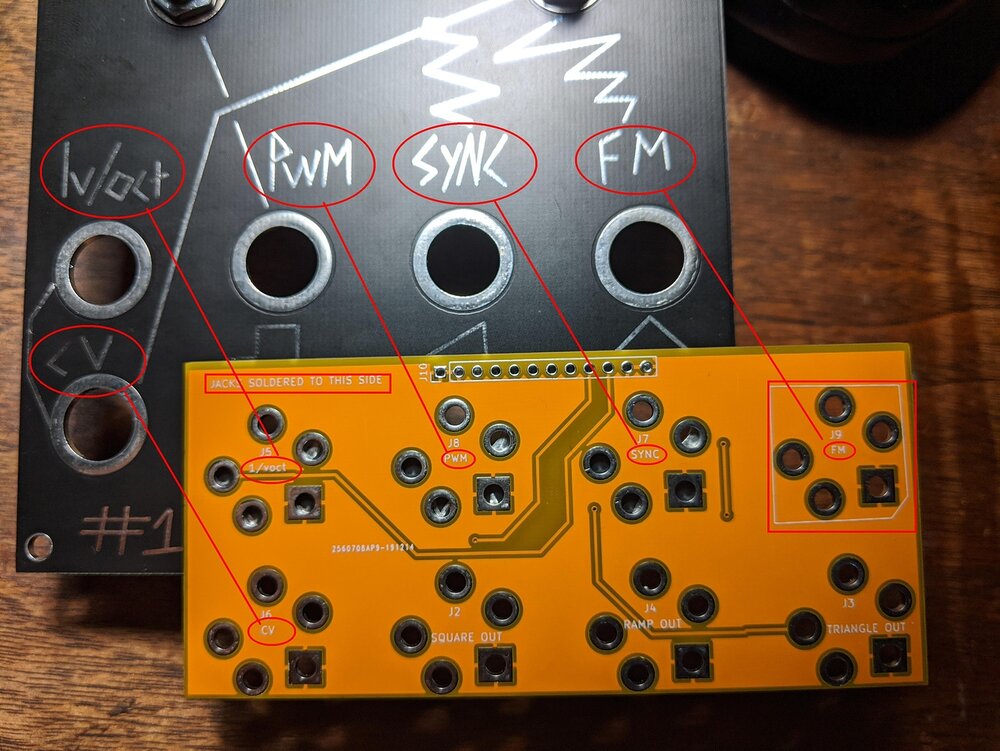 1v/oct PWM SYNC FM
CV
#1
J10
JACKS SOLDERED TO THIS SIDE
J5
1/voct
J8
PWM
J7
SYNC
J9
FM
2560708AP9-191214
J6
CV
J2
SQUARE OUT
J4
RAMP OUT
J3
TRIANGLE OUT